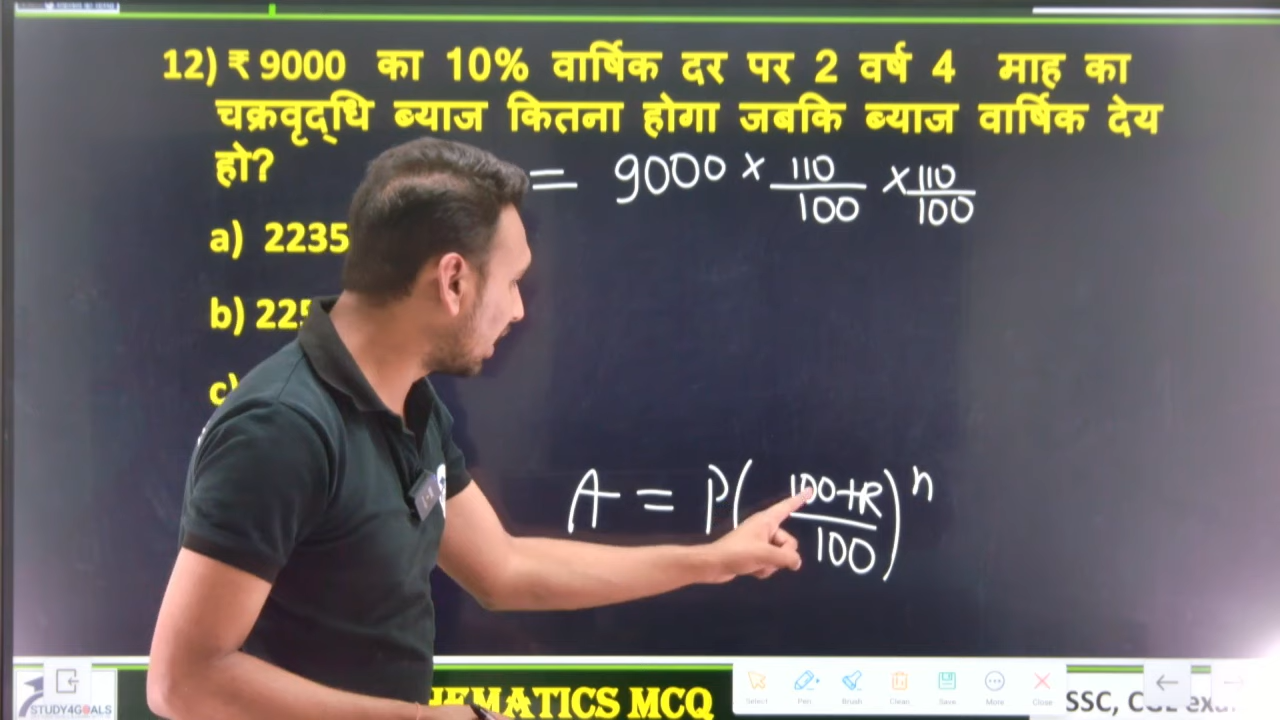 12) ₹ 9000 का 10% वार्षिक दर पर 2 वर्ष 4 माह का
चक्रवृद्धि ब्याज कितना होगा जबकि ब्याज वार्षिक देय
हो?
= 9000 × 110/100 × 110/100
a) 2235
b) 225
c)
A = P(100+R/100)^n
STUDY4GOALS
HEMATICS MCQ
Select
Pen
Brush
Clean
Save
More
Close
SSC, CGL exam